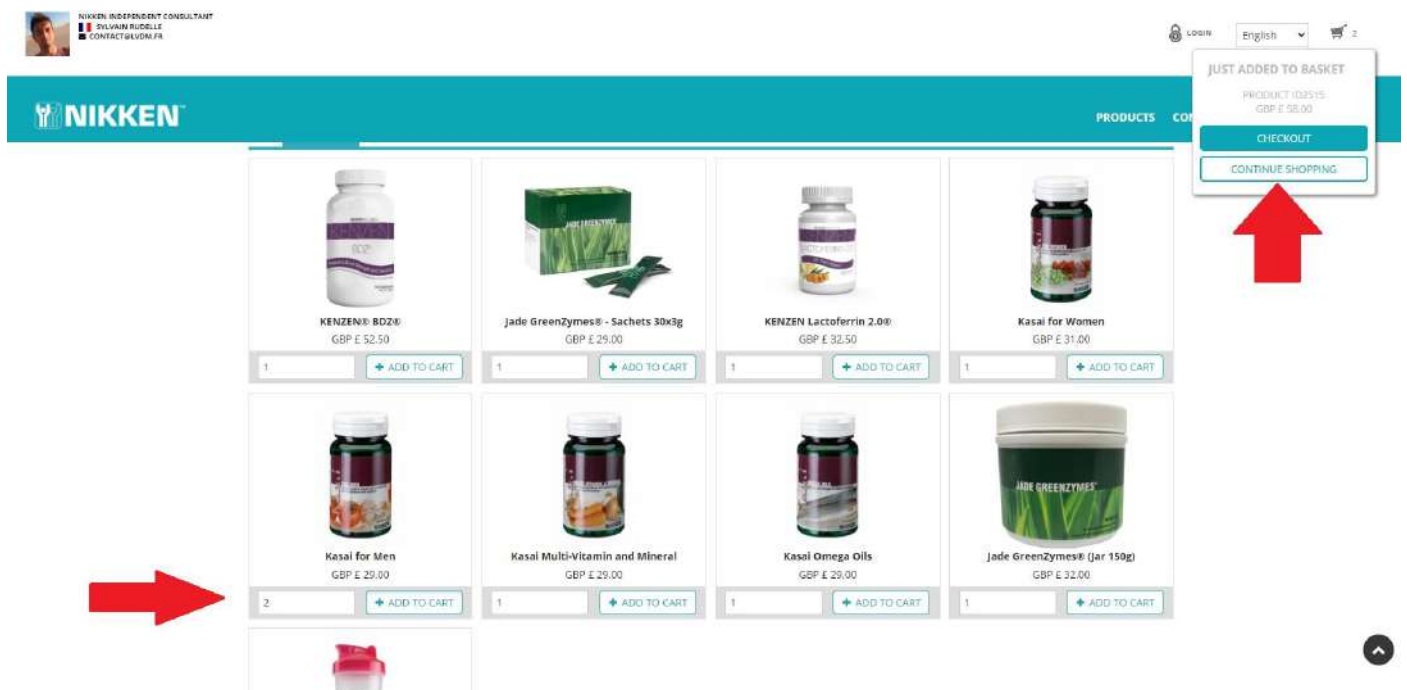 NIKKEN INDEPENDENT CONSULTANT
SYLVAIN RUDELLE
CONTACT@LVDM.FR
LOGIN
English
2
JUST ADDED TO BASKET
PRODUCT ID2515:
GBP £ 58.00
CHECKOUT
CONTINUE SHOPPING
NIKKEN
PRODUCTS
KENZEN
BDZ
JADE GREENZYMES
KENZEN® BDZ®
Jade GreenZymes® - Sachets 30x3g
KENZEN Lactoferrin 2.0®
Kasai for Women
GBP £ 52.50
GBP £ 29.00
GBP £ 32.50
GBP £ 31.00
1 + ADD TO CART
1 + ADD TO CART
1 + ADD TO CART
1 + ADD TO CART
JADE GREENZYMES
Kasai for Men
Kasai Multi-Vitamin and Mineral
Kasai Omega Oils
Jade GreenZymes® (Jar 150g)
GBP £ 29.00
GBP £ 29.00
GBP £ 29.00
GBP £ 32.00
2 + ADD TO CART
1 + ADD TO CART
1 + ADD TO CART
1 + ADD TO CART